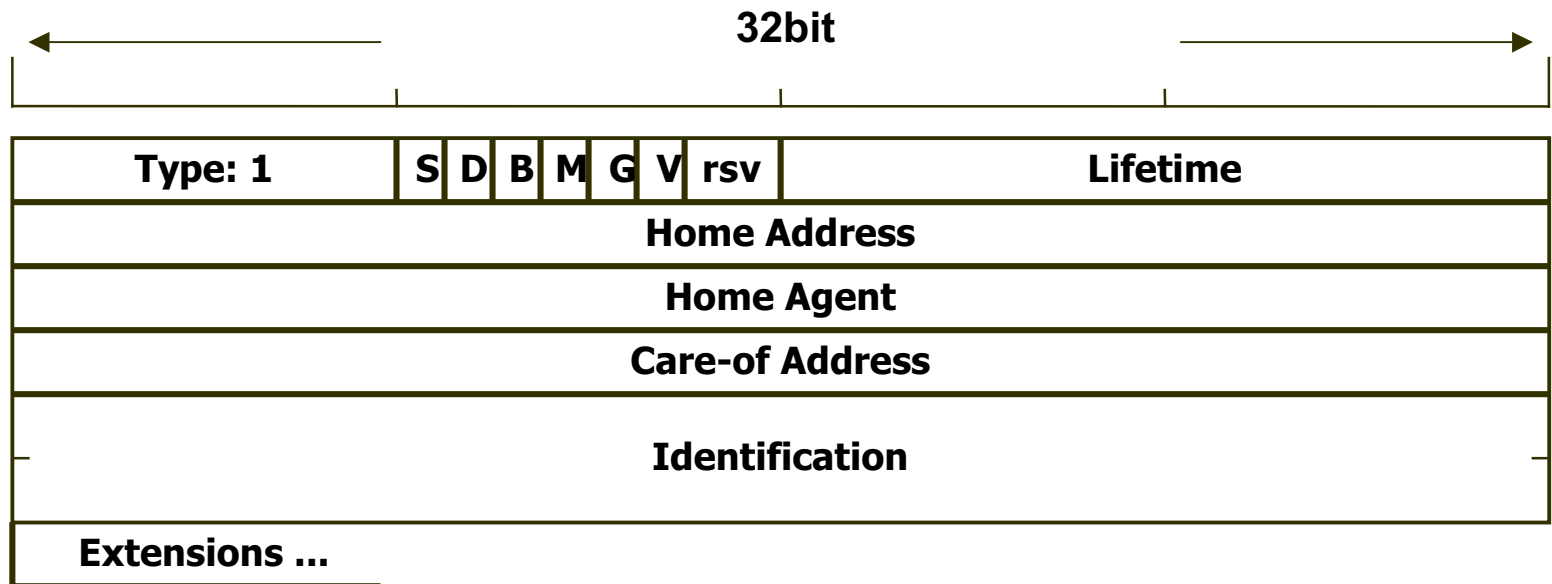 32bit
Type: 1 S D B M G V rsv Lifetime
Home Address
Home Agent
Care-of Address
Identification
Extensions ...